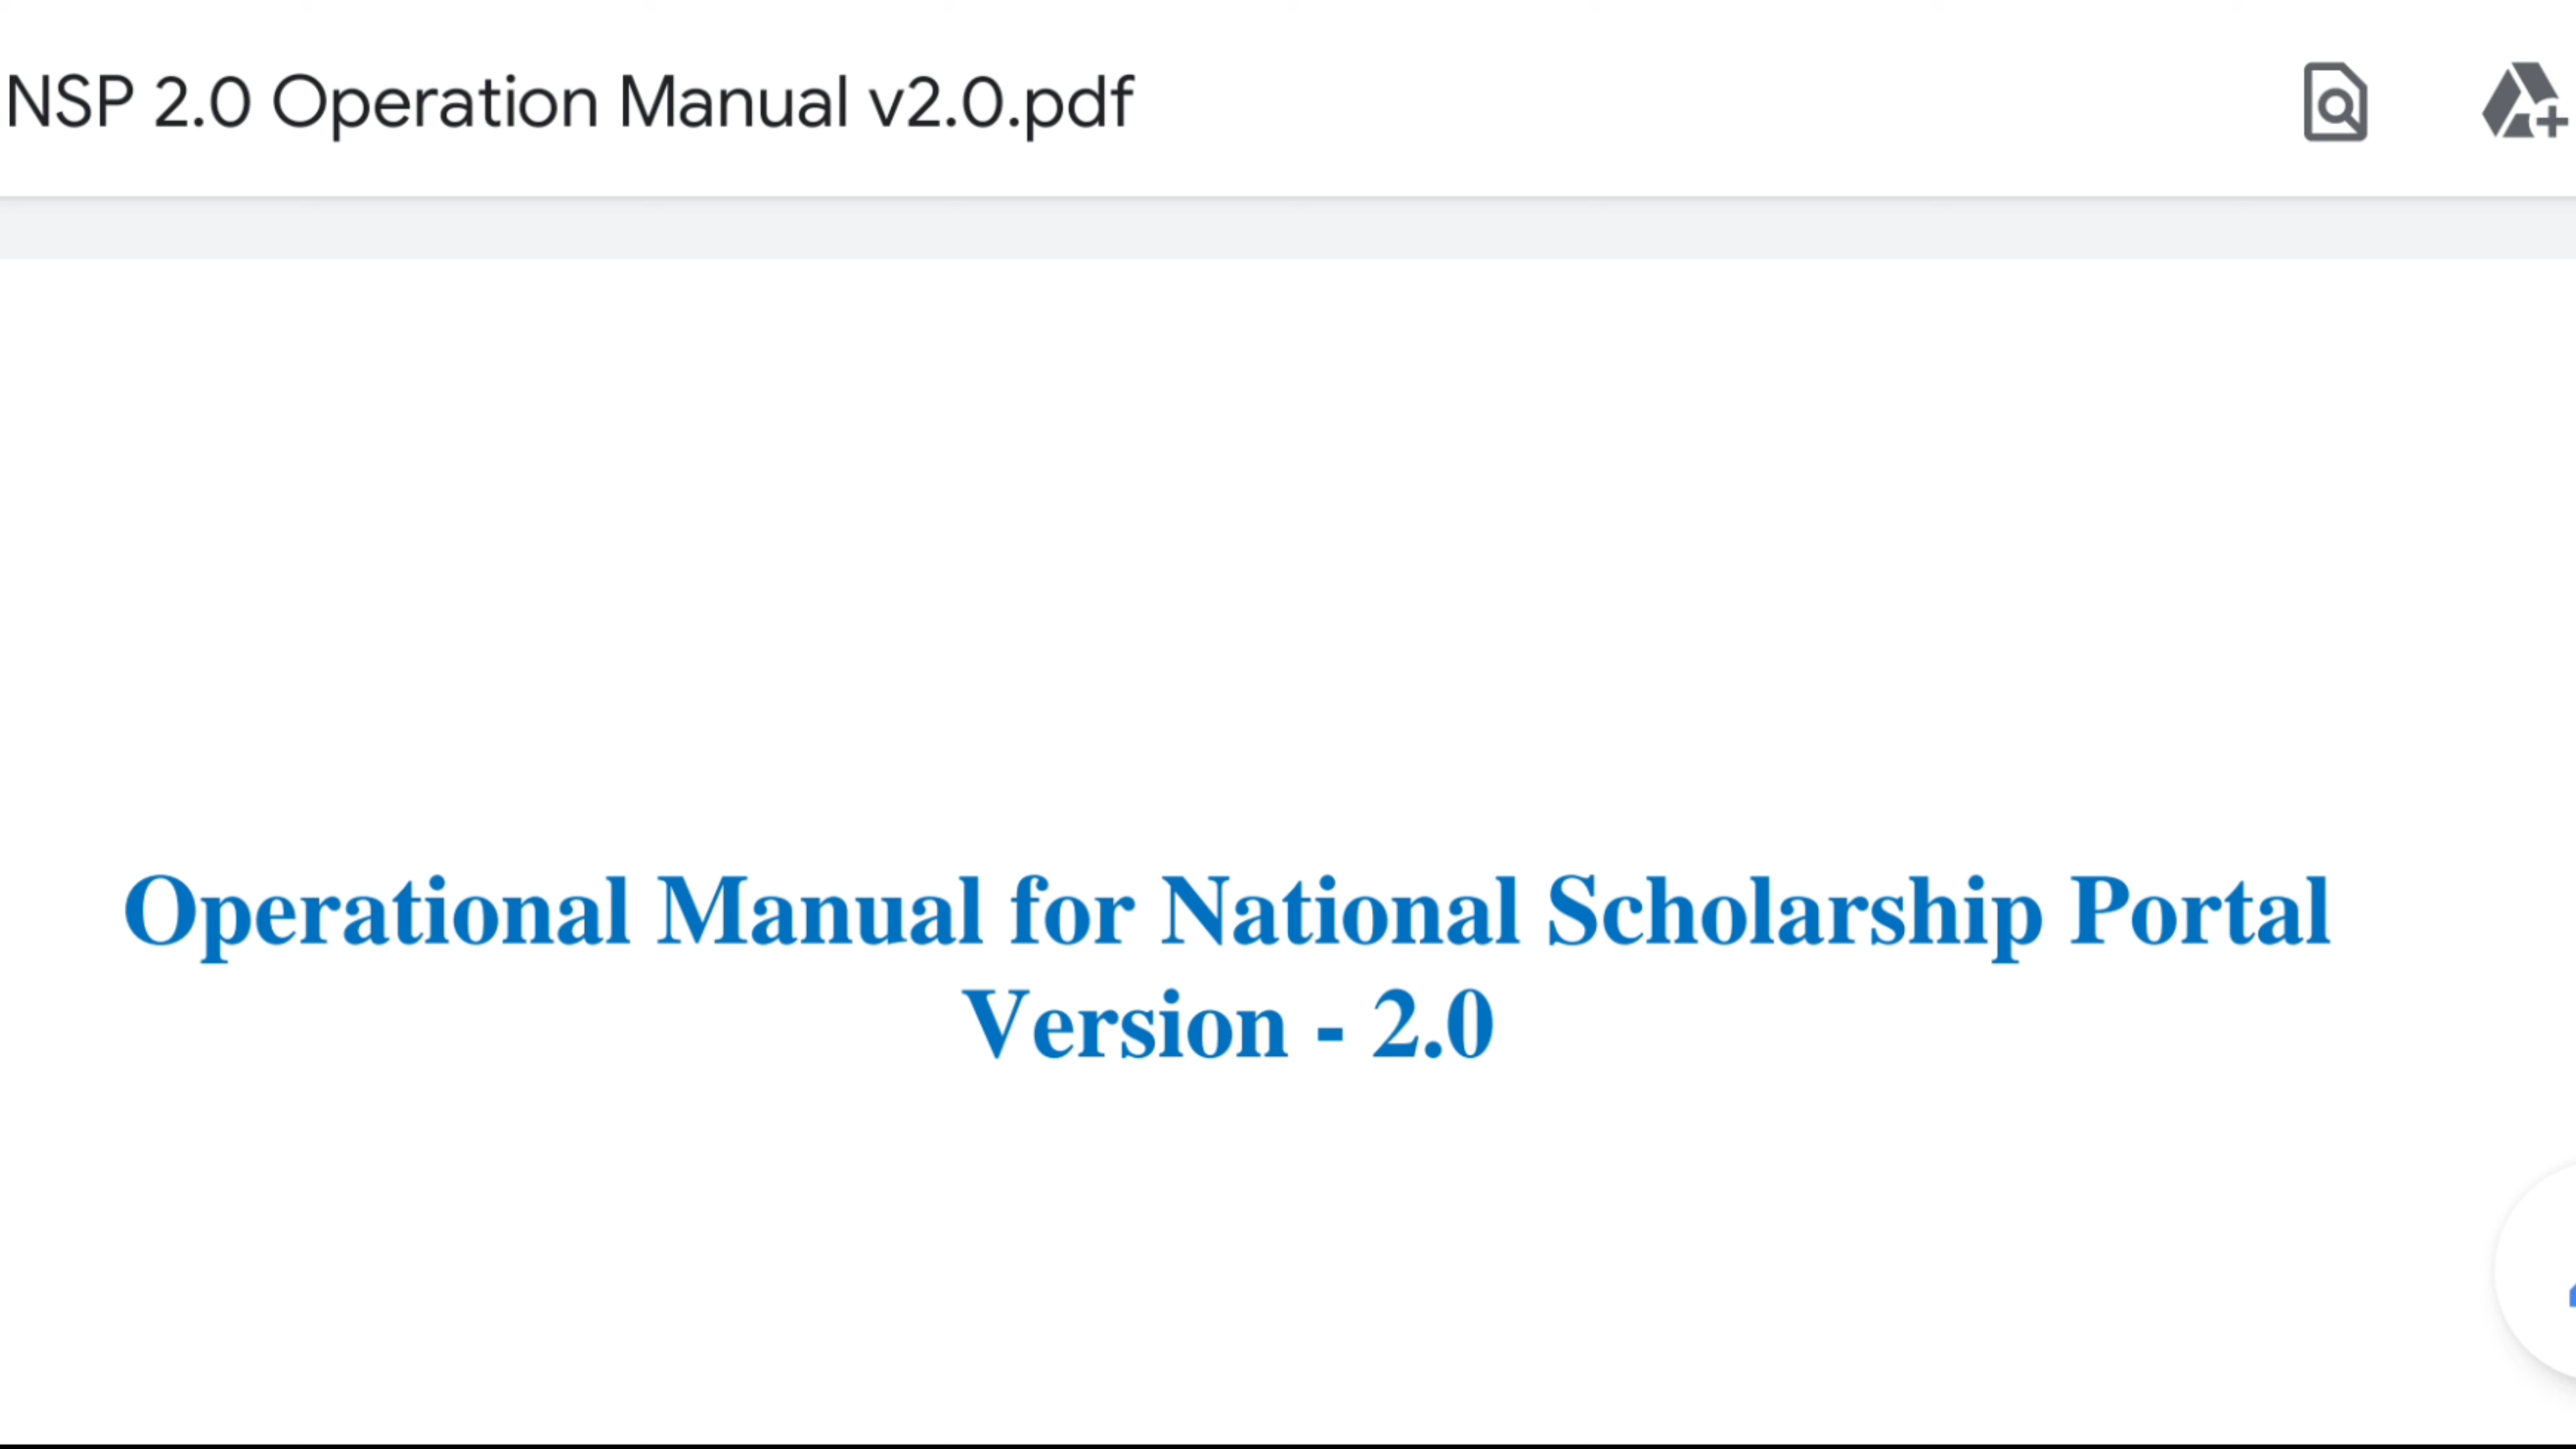 NSP 2.0 Operation Manual v2.0.pdf
Operational Manual for National Scholarship Portal
Version - 2.0